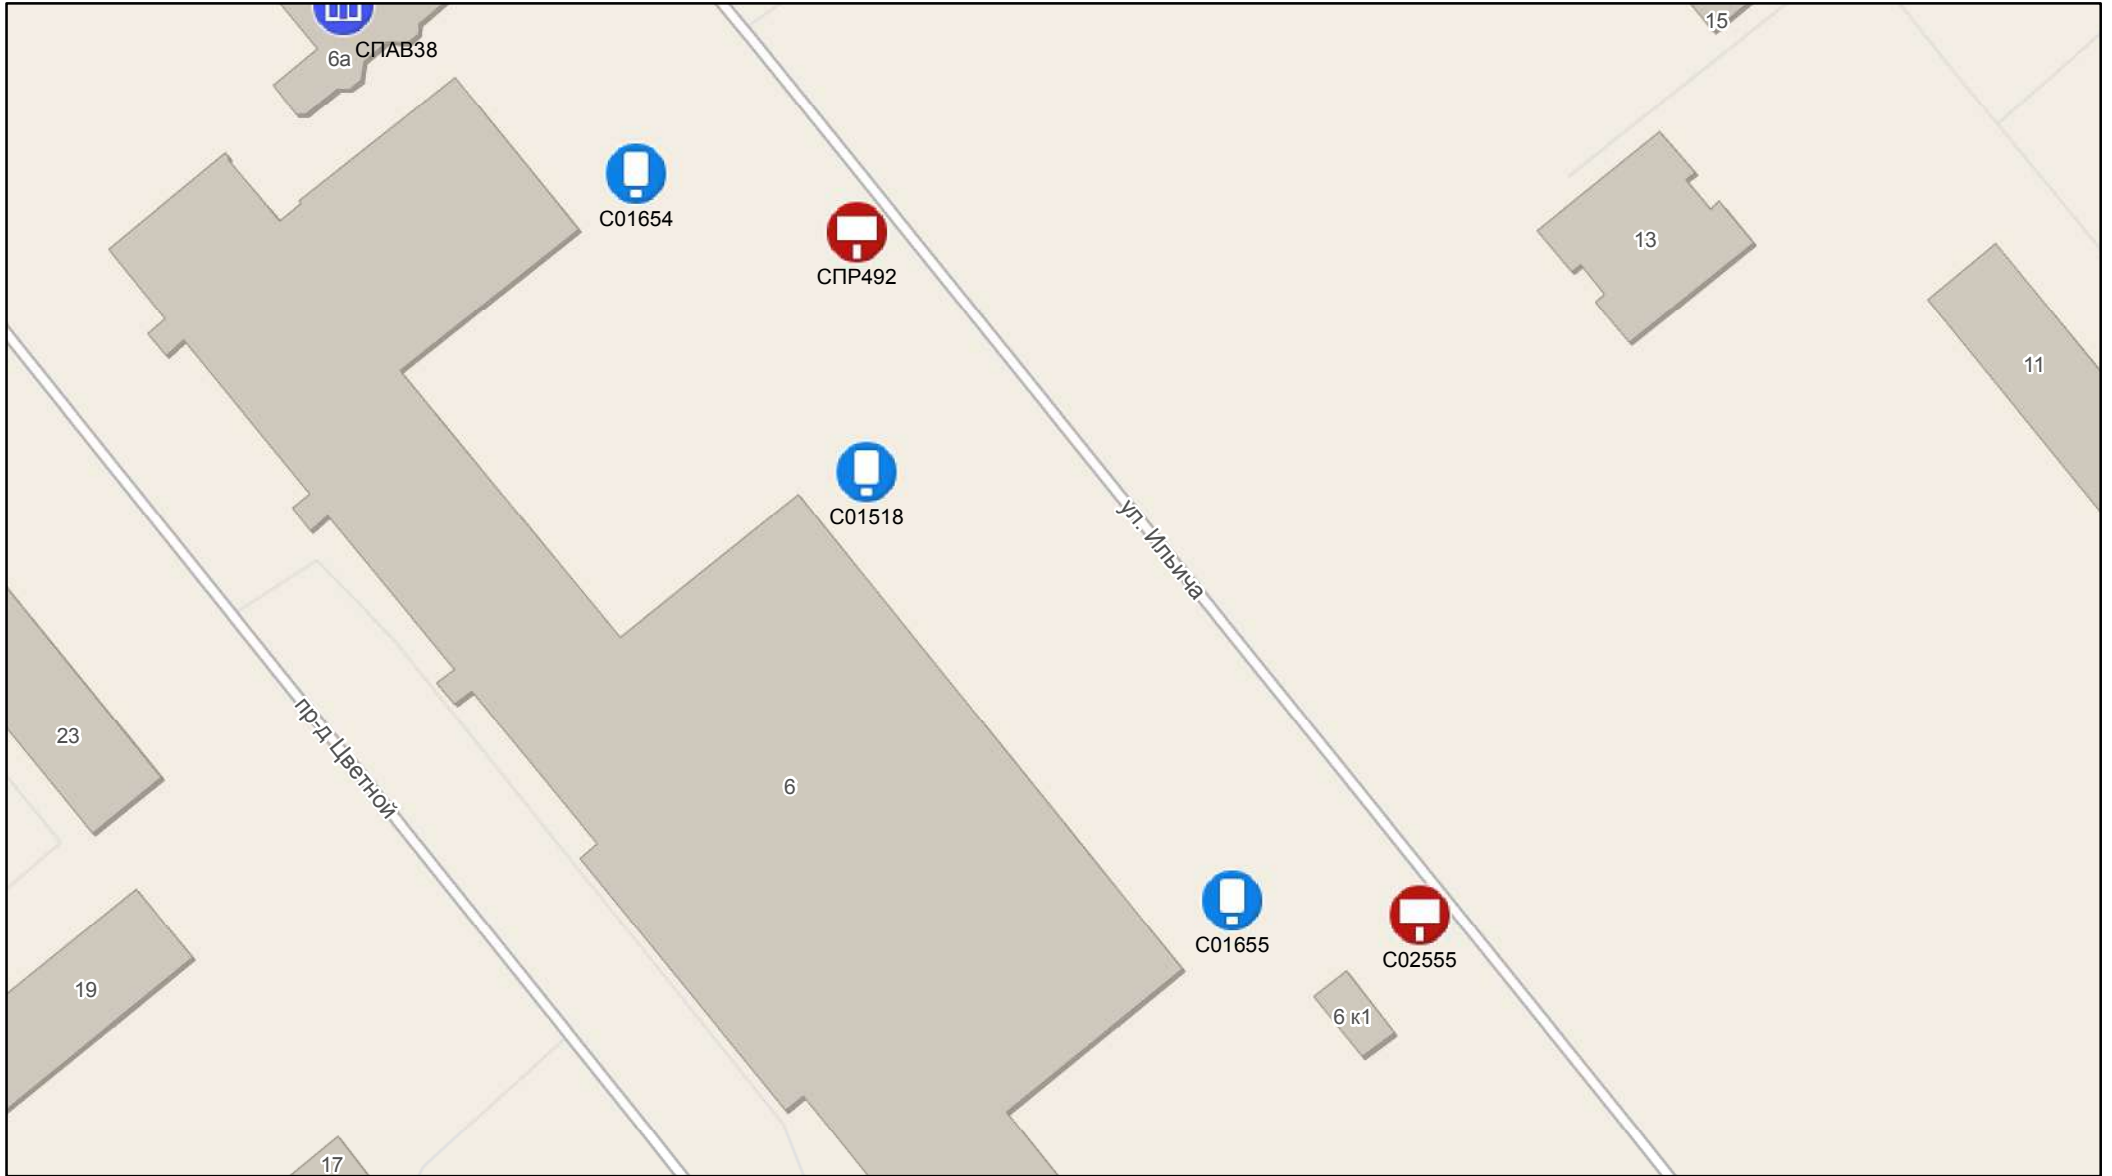 15
СПАВ38
6а
С01654
13
СПР492
11
С01518
ул. Ильича
23
пр-д Цветной
6
С01655
С02555
19
6 к1
17